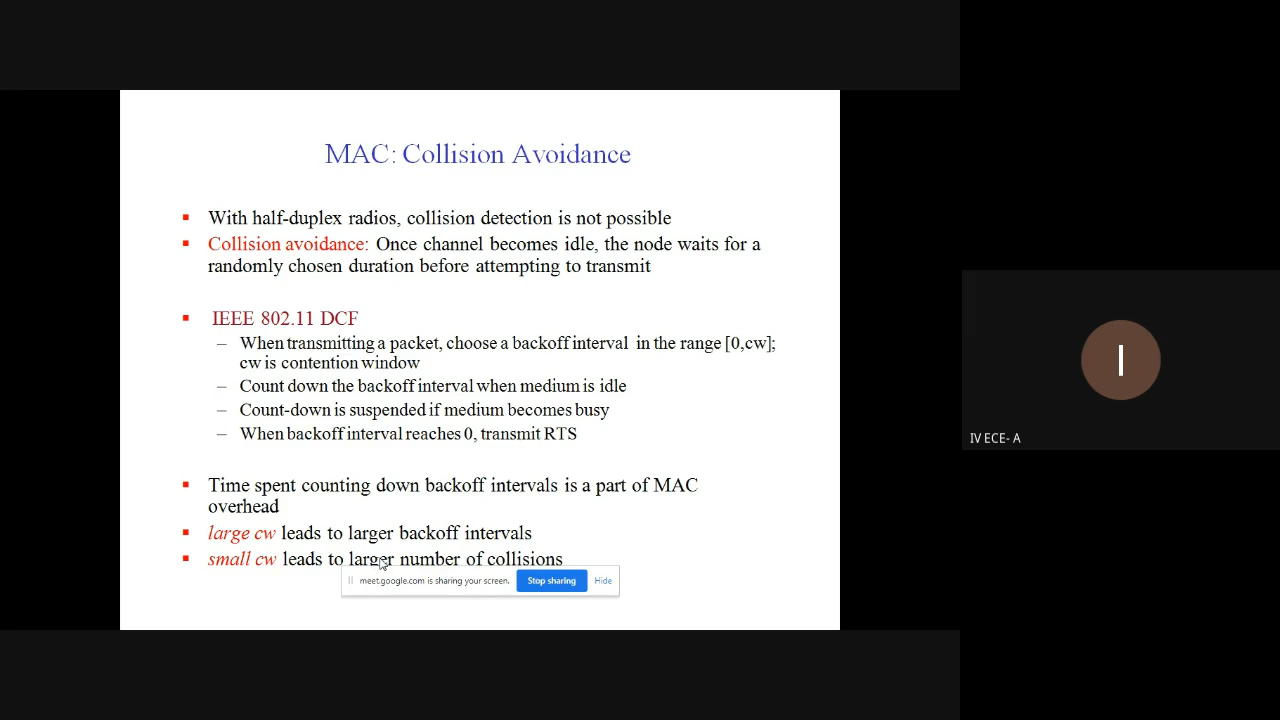 MAC: Collision Avoidance
▪ With half-duplex radios, collision detection is not possible
▪ Collision avoidance: Once channel becomes idle, the node waits for a
randomly chosen duration before attempting to transmit
▪ IEEE 802.11 DCF
– When transmitting a packet, choose a backoff interval in the range [0,cw];
cw is contention window
– Count down the backoff interval when medium is idle
– Count-down is suspended if medium becomes busy
– When backoff interval reaches 0, transmit RTS
▪ Time spent counting down backoff intervals is a part of MAC
overhead
▪ large cw leads to larger backoff intervals
▪ small cw leads to larger number of collisions
meet.google.com is sharing your screen. Stop sharing Hide
I
IV ECE- A